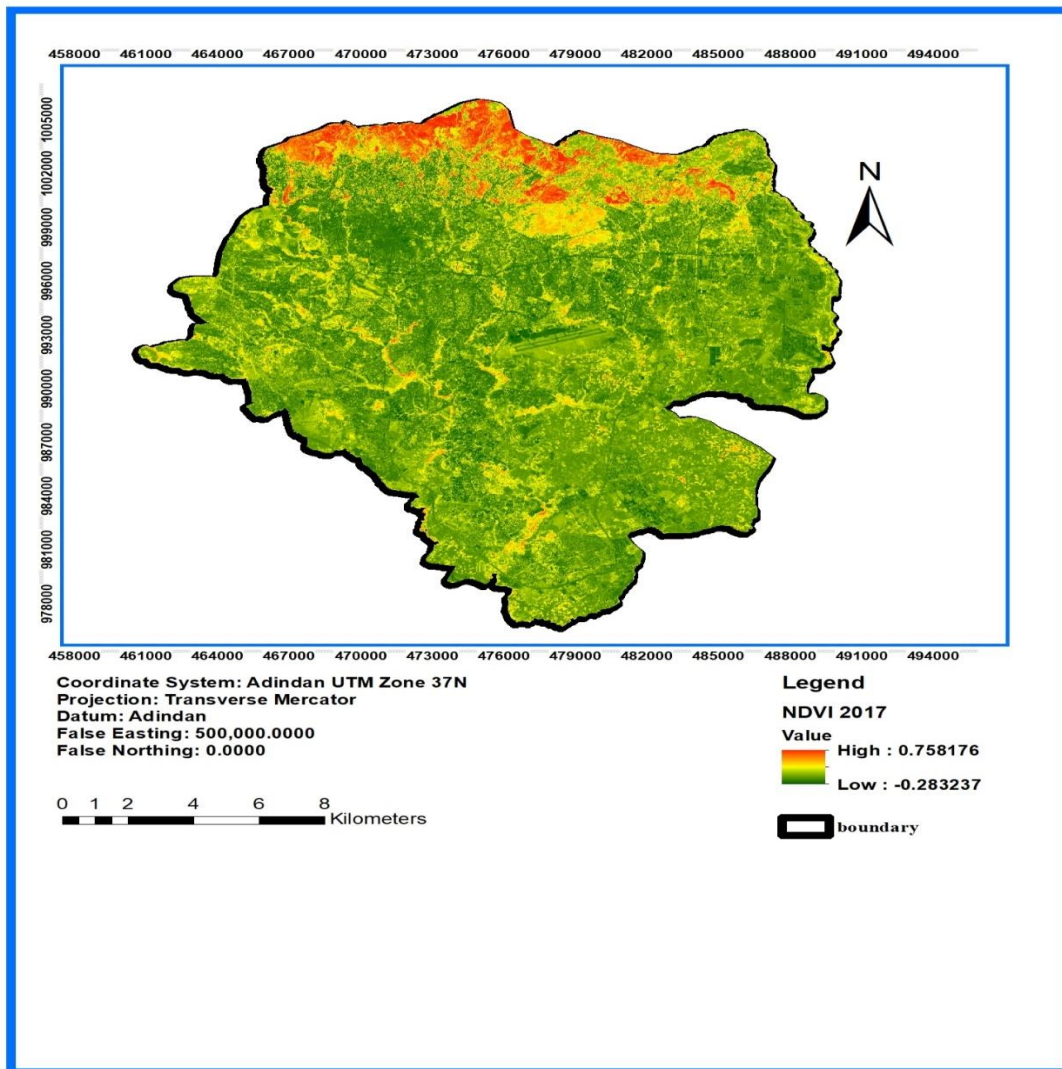 458000 461000 464000 467000 470000 473000 476000 479000 482000 485000 488000 491000 494000
1005000
1002000
999000
996000
993000
990000
987000
984000
981000
978000
N
458000 461000 464000 467000 470000 473000 476000 479000 482000 485000 488000 491000 494000
Coordinate System: Adindan UTM Zone 37N
Projection: Transverse Mercator
Datum: Adindan
False Easting: 500,000.0000
False Northing: 0.0000
0 1 2 4 6 8
Kilometers
Legend
NDVI 2017
Value
High : 0.758176
Low : -0.283237
boundary